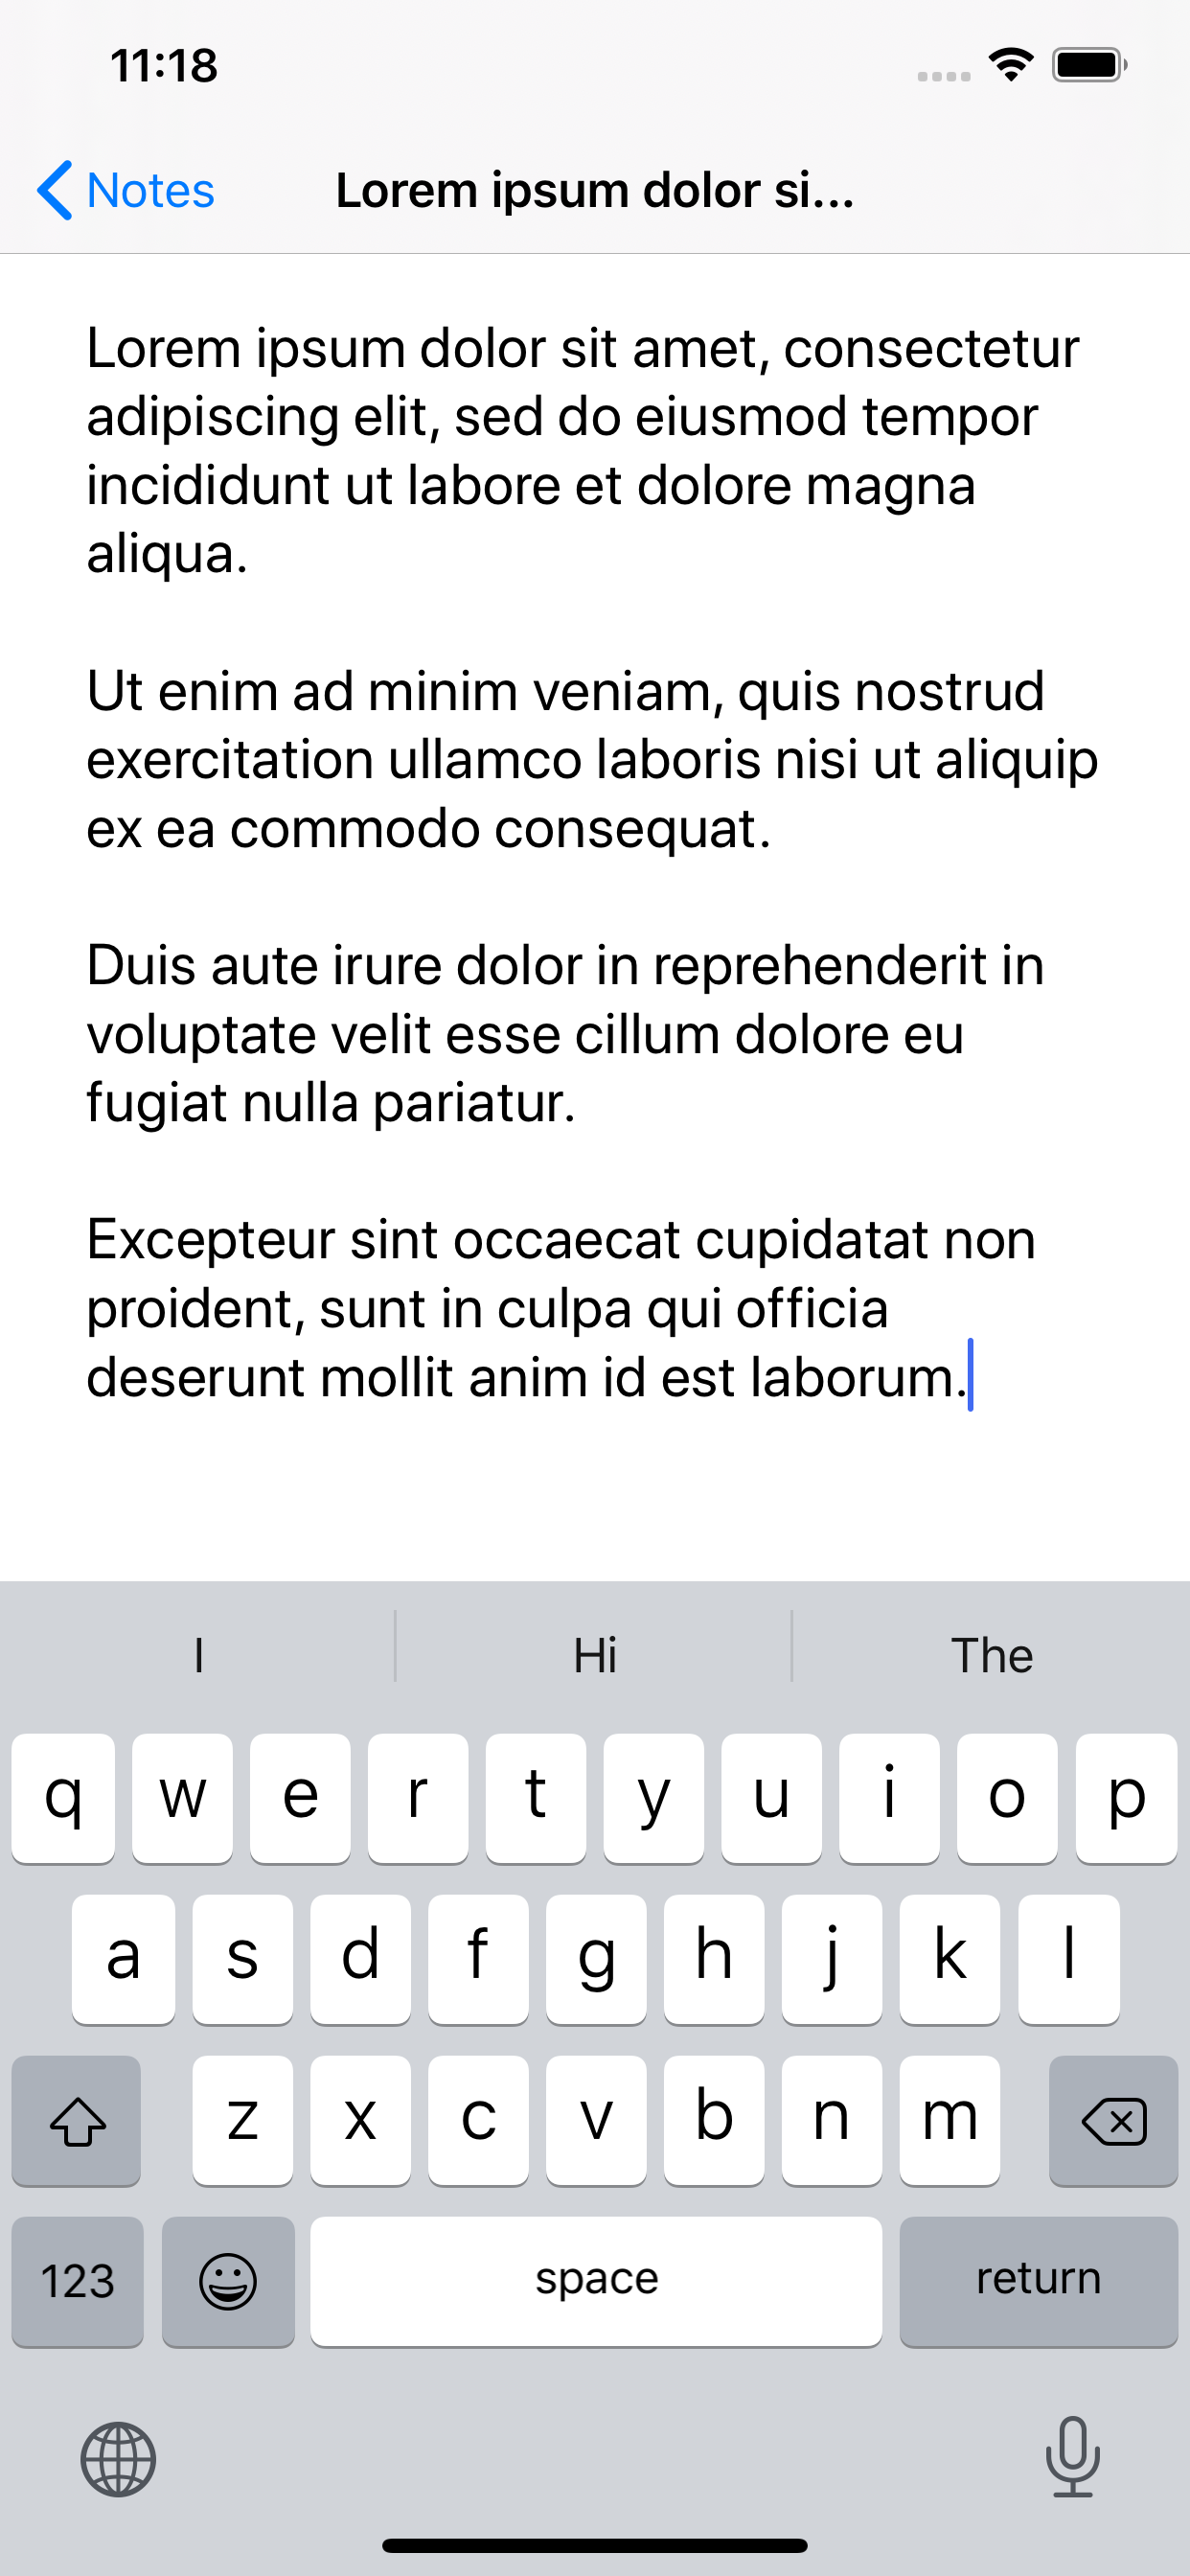 11:18
Notes
Lorem ipsum dolor si...
Lorem ipsum dolor sit amet, consectetur
adipiscing elit, sed do eiusmod tempor
incididunt ut labore et dolore magna
aliqua.
Ut enim ad minim veniam, quis nostrud
exercitation ullamco laboris nisi ut aliquip
ex ea commodo consequat.
Duis aute irure dolor in reprehenderit in
voluptate velit esse cillum dolore eu
fugiat nulla pariatur.
Excepteur sint occaecat cupidatat non
proident, sunt in culpa qui officia
deserunt mollit anim id est laborum.
I Hi The
q w e r t y u i o p
a s d f g h j k l
z x c v b n m
123 space return